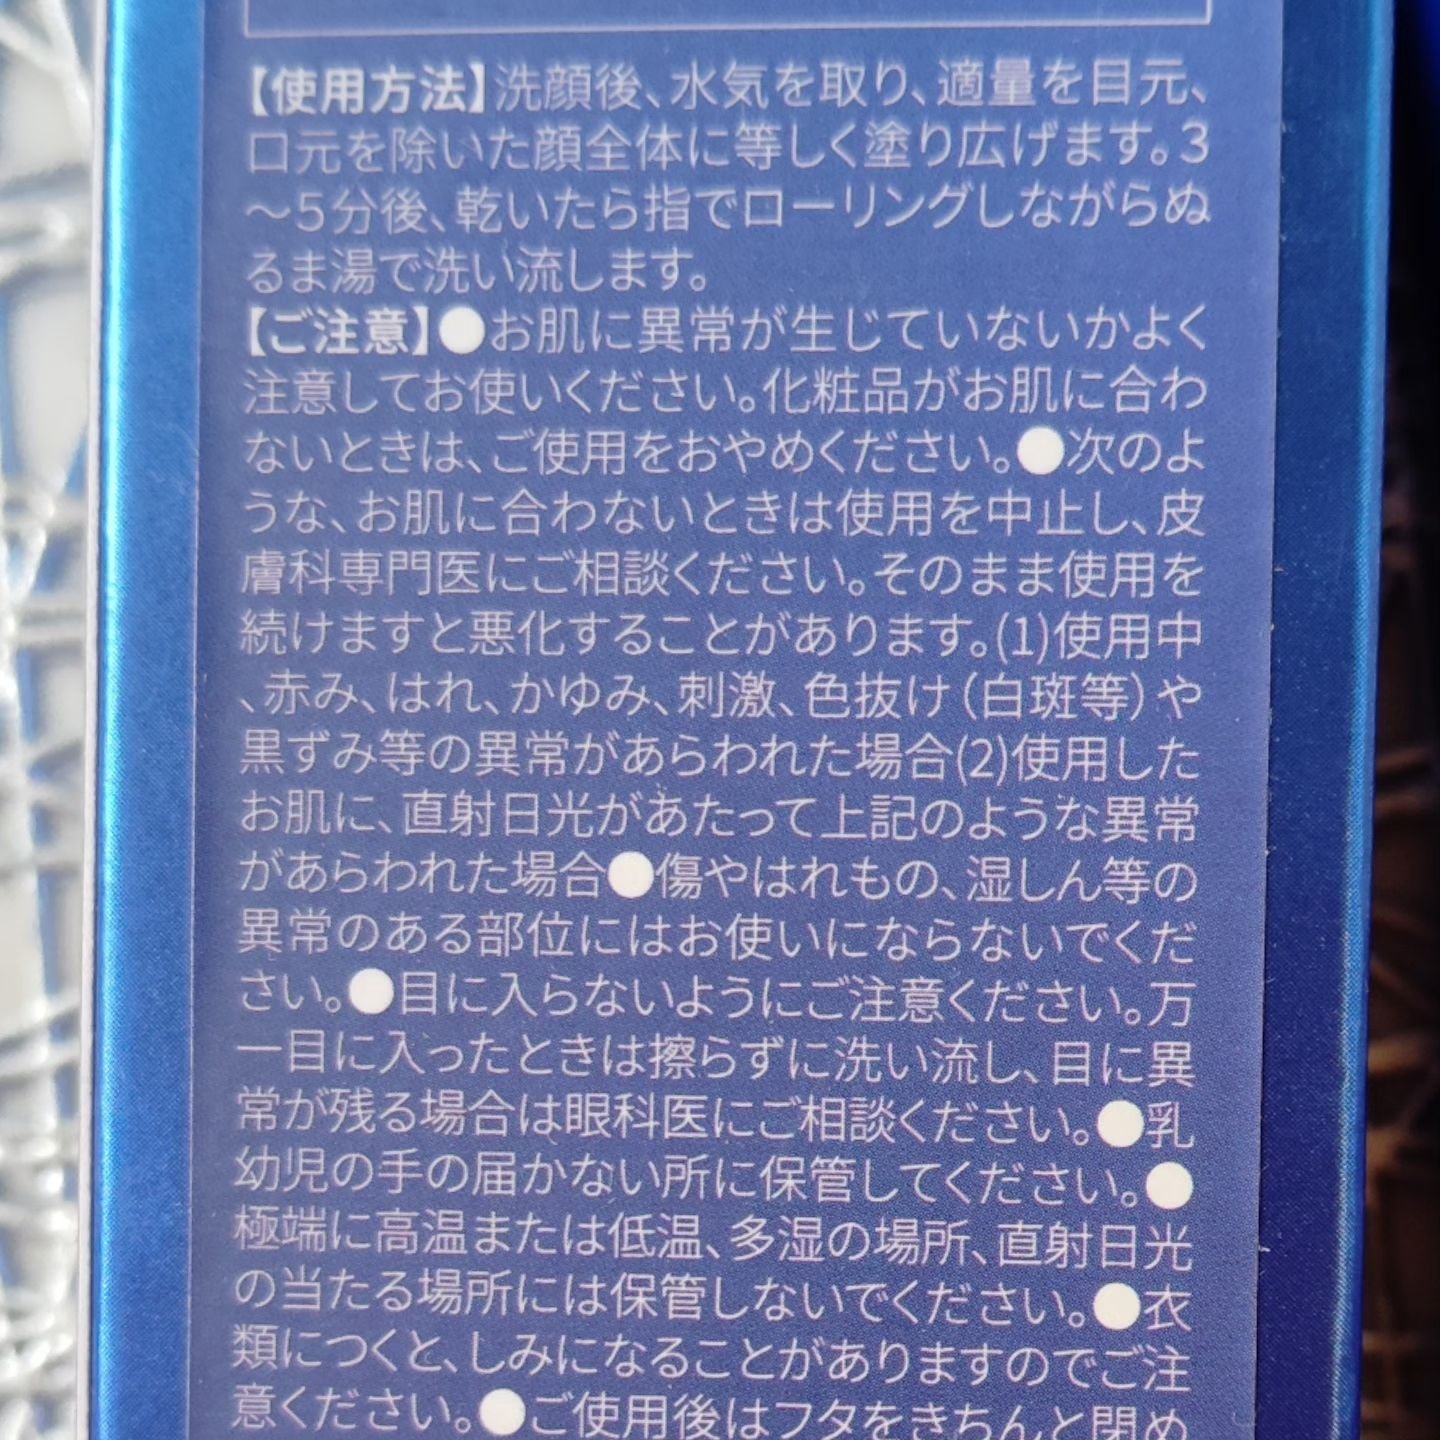 【使用方法】洗顔後、水気を取り、適量を目元、
口元を除いた顔全体に等しく塗り広げます。3
～5分後、乾いたら指でローリングしながらぬ
るま湯で洗い流します。
【ご注意】●お肌に異常が生じていないかよく
注意してお使いください。化粧品がお肌に合わ
ないときは、ご使用をおやめください。●次のよ
うな、お肌に合わないときは使用を中止し、皮
膚科専門医にご相談ください。そのまま使用を
続けますと悪化することがあります。(1)使用中
、赤み、はれ、かゆみ、刺激、色抜け（白斑等）や
黒ずみ等の異常があらわれた場合(2)使用した
お肌に、直射日光があたって上記のような異常
があらわれた場合●傷やはれもの、湿しん等の
異常のある部位にはお使いにならないでくだ
さい。●目に入らないようにご注意ください。万
一目に入ったときは擦らずに洗い流し、目に異
常が残る場合は眼科医にご相談ください。●乳
幼児の手の届かない所に保管してください。●
極端に高温または低温、多湿の場所、直射日光
の当たる場所には保管しないでください。●衣
類につくと、しみになることがありますのでご注
意ください。●ご使用後はフタをきちんと閉め